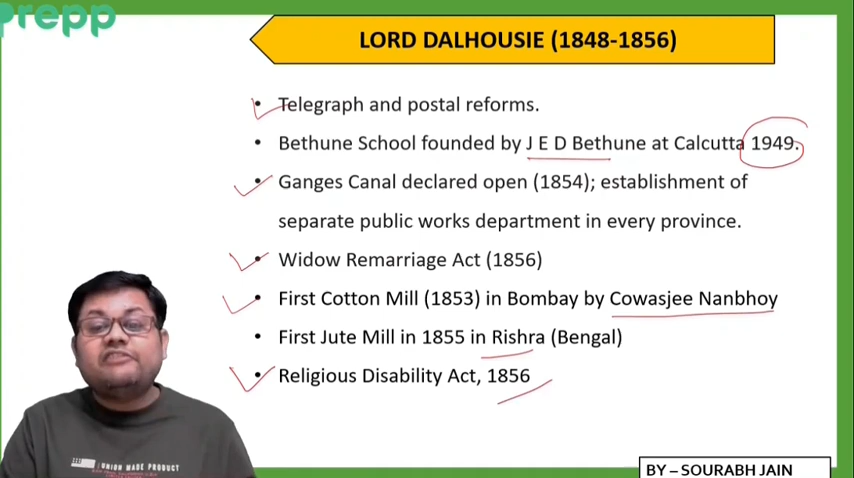 prepp
LORD DALHOUSIE (1848-1856)
• Telegraph and postal reforms.
• Bethune School founded by J E D Bethune at Calcutta 1949.
• Ganges Canal declared open (1854); establishment of
separate public works department in every province.
• Widow Remarriage Act (1856)
• First Cotton Mill (1853) in Bombay by Cowasjee Nanbhoy
• First Jute Mill in 1855 in Rishra (Bengal)
• Religious Disability Act, 1856
UNION MADE PRODUCT
BY – SOURABH JAIN